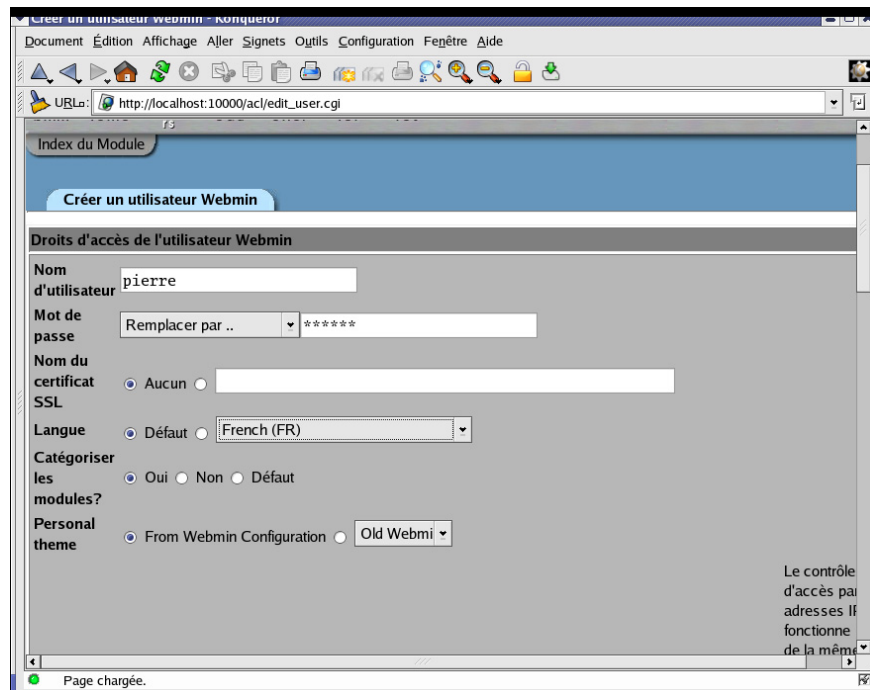 Créer un utilisateur Webmin - Konqueror
Document Édition Affichage Aller Signets Outils Configuration Fenêtre Aide
URL: http://localhost:10000/acl/edit_user.cgi
Index du Module
Créer un utilisateur Webmin
Droits d'accès de l'utilisateur Webmin
Nom
d'utilisateur
pierre
Mot de
passe
Remplacer par .. ******
Nom du
certificat
SSL
Aucun
Langue Défaut French (FR)
Catégoriser
les
modules?
Oui Non Défaut
Personal
theme
From Webmin Configuration Old Webmi
Le contrôle
d'accès par
adresses IP
fonctionne
de la même
Page chargée.